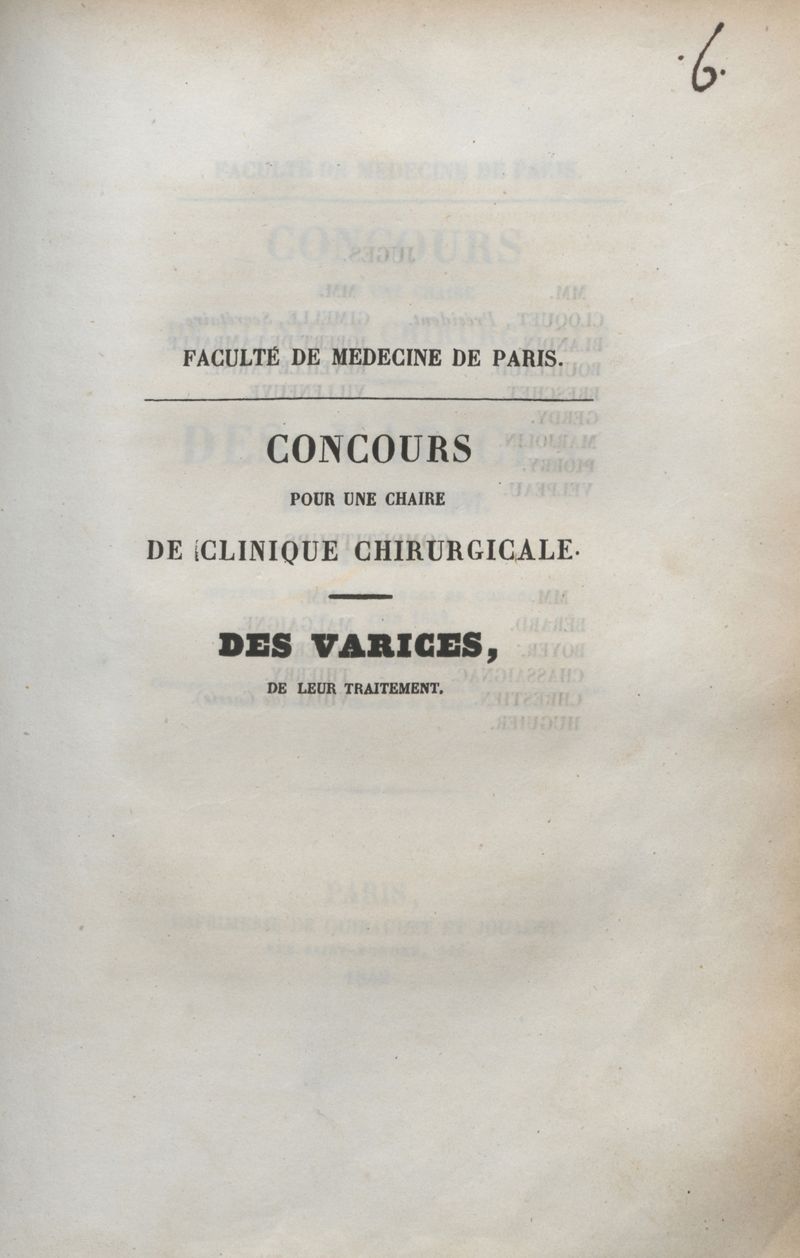 .6.
FACULTÉ DE MEDECINE DE PARIS.
CONCOURS
POUR UNE CHAIRE
DE CLINIQUE CHIRURGICALE.
DES VARICES,
DE LEUR TRAITEMENT.